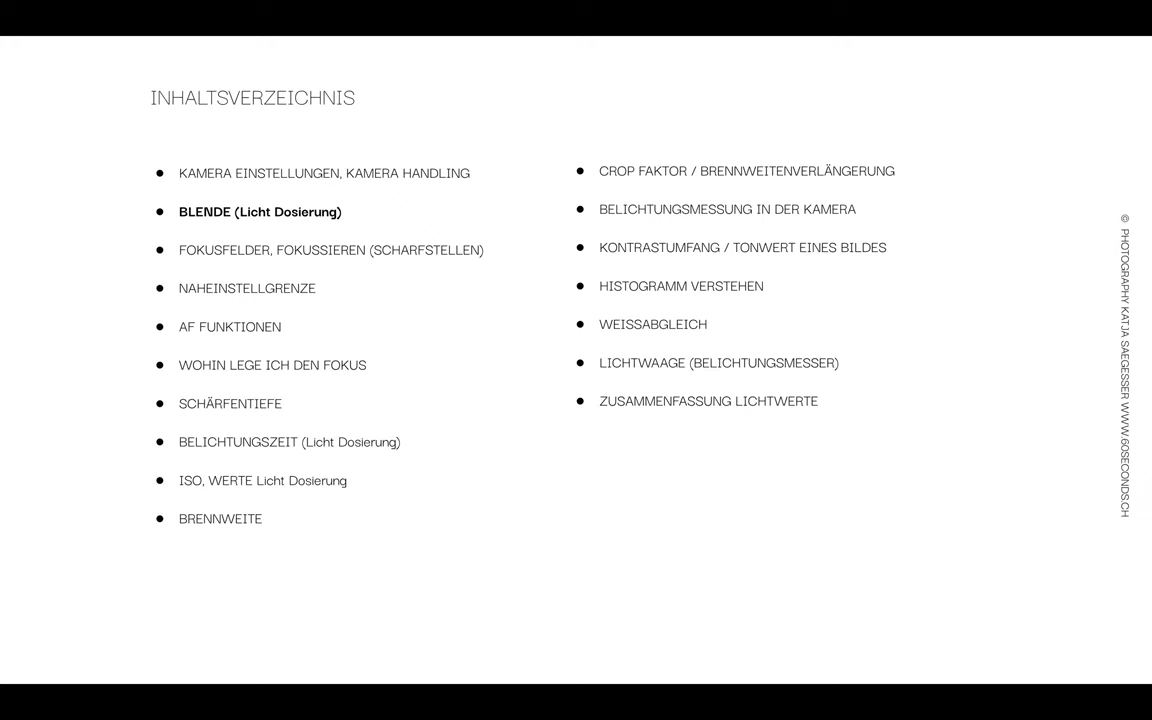 INHALTSVERZEICHNIS
● KAMERA EINSTELLUNGEN, KAMERA HANDLING
● BLENDE (Licht Dosierung)
● FOKUSFELDER, FOKUSSIEREN (SCHARFSTELLEN)
● NAHEINSTELLGRENZE
● AF FUNKTIONEN
● WOHIN LEGE ICH DEN FOKUS
● SCHÄRFENTIEFE
● BELICHTUNGSZEIT (Licht Dosierung)
● ISO, WERTE Licht Dosierung
● BRENNWEITE
● CROP FAKTOR / BRENNWEITENVERLÄNGERUNG
● BELICHTUNGSMESSUNG IN DER KAMERA
● KONTRASTUMFANG / TONWERT EINES BILDES
● HISTOGRAMM VERSTEHEN
● WEISSABGLEICH
● LICHTWAAGE (BELICHTUNGSMESSER)
● ZUSAMMENFASSUNG LICHTWERTE
© PHOTOGRAPHY KATJA SAEGESSER WWW.60SECONDS.CH